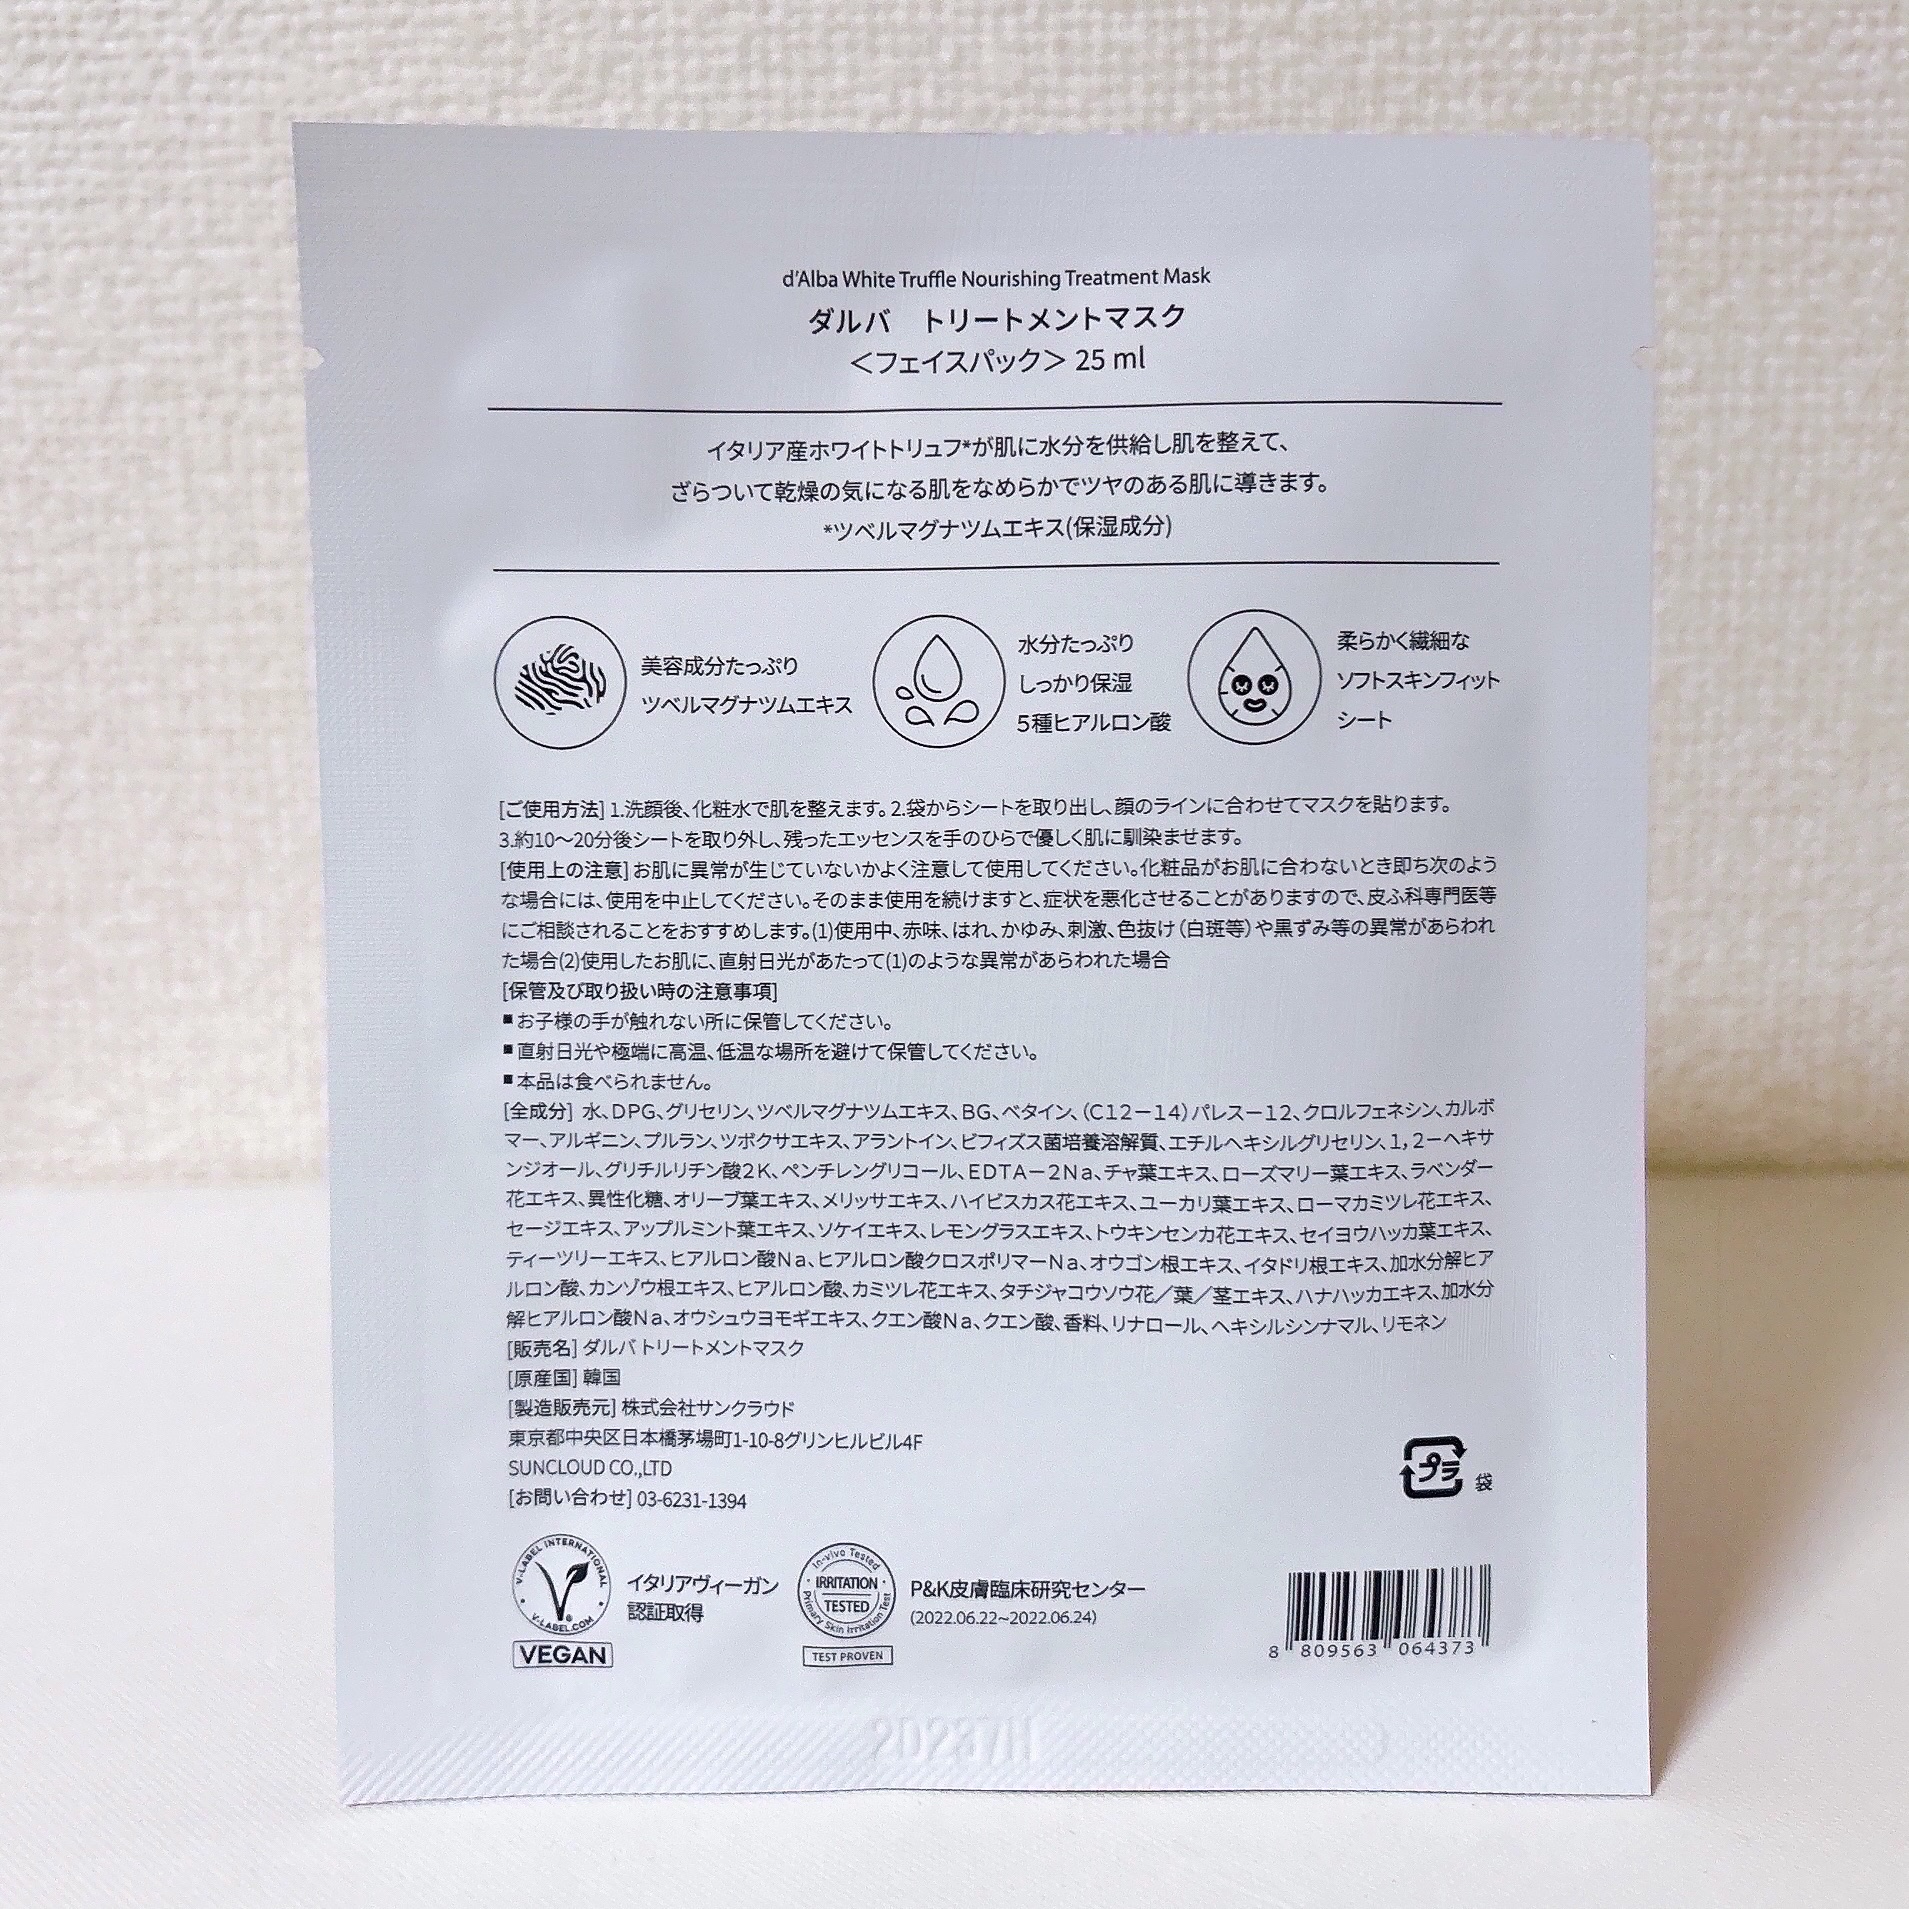 d'Alba White Truffle Nourishing Treatment Mask
ダルバ　トリートメントマスク
＜フェイスパック＞ 25 ml
イタリア産ホワイトトリュフ*が肌に水分を供給し肌を整えて、
ざらついて乾燥の気になる肌をなめらかでツヤのある肌に導きます。
*ツベルマグナツムエキス(保湿成分)
美容成分たっぷり
ツベルマグナツムエキス
水分たっぷり
しっかり保湿
5種ヒアルロン酸
柔らかく繊細な
ソフトスキンフィット
シート
[ご使用方法] 1.洗顔後、化粧水で肌を整えます。2.袋からシートを取り出し、顔のラインに合わせてマスクを貼ります。
3.約10～20分後シートを取り外し、残ったエッセンスを手のひらで優しく肌に馴染ませます。
[使用上の注意] お肌に異常が生じていないかよく注意して使用してください。化粧品がお肌に合わないとき即ち次のよう
な場合には、使用を中止してください。そのまま使用を続けますと、症状を悪化させることがありますので、皮ふ科専門医等
にご相談されることをおすすめします。(1)使用中、赤味、はれ、かゆみ、刺激、色抜け（白斑等）や黒ずみ等の異常があらわれ
た場合(2)使用したお肌に、直射日光があたって(1)のような異常があらわれた場合
[保管及び取り扱い時の注意事項]
■お子様の手が触れない所に保管してください。
■直射日光や極端に高温、低温な場所を避けて保管してください。
■本品は食べられません。
[全成分] 水、DPG、グリセリン、ツベルマグナツムエキス、BG、ベタイン、（C12－14）パレス－12、クロルフェネシン、カルボ
マー、アルギニン、プルラン、ツボクサエキス、アラントイン、ビフィズス菌培養溶解質、エチルヘキシルグリセリン、1，2－ヘキサ
ンジオール、グリチルリチン酸2K、ペンチレングリコール、EDTA－2Na、チャ葉エキス、ローズマリー葉エキス、ラベンダー
花エキス、異性化糖、オリーブ葉エキス、メリッサエキス、ハイビスカス花エキス、ユーカリ葉エキス、ローマカミツレ花エキス、
セージエキス、アップルミント葉エキス、ソケイエキス、レモングラスエキス、トウキンセンカ花エキス、セイヨウハッカ葉エキス、
ティーツリーエキス、ヒアルロン酸Na、ヒアルロン酸クロスポリマーNa、オウゴン根エキス、イタドリ根エキス、加水分解ヒア
ルロン酸、カンゾウ根エキス、ヒアルロン酸、カミツレ花エキス、タチジャコウソウ花／葉／茎エキス、ハナハッカエキス、加水分
解ヒアルロン酸Na、オウシュウヨモギエキス、クエン酸Na、クエン酸、香料、リナロール、ヘキシルシンナマル、リモネン
[販売名] ダルバ トリートメントマスク
[原産国] 韓国
[製造販売元] 株式会社サンクラウド
東京都中央区日本橋茅場町1-10-8グリンヒルビル4F
SUNCLOUD CO.,LTD
[お問い合わせ] 03-6231-1394
プラ
袋
V-LABEL INTERNATIONAL
V-LABEL.COM
VEGAN
イタリアヴィーガン
認証取得
In-vivo Tested
IRRITATION
TESTED
Primary Skin Irritation Test
TEST PROVEN
P&K皮膚臨床研究センター
(2022.06.22~2022.06.24)
8 809563 064373